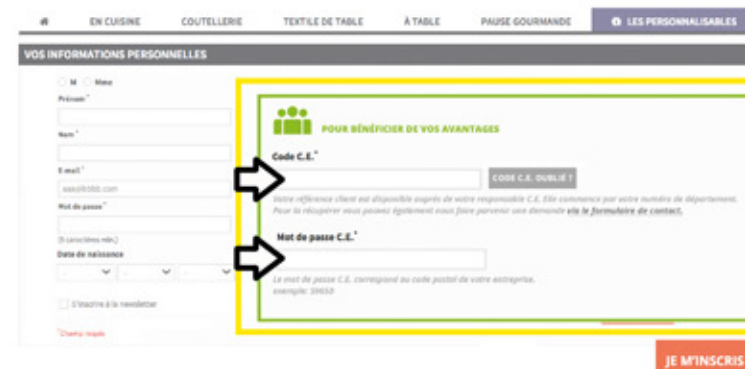 EN CUISINE COUTELLERIE TEXTILE DE TABLE À TABLE PAUSE GOURMANDE LES PERSONNALISABLES
VOS INFORMATIONS PERSONNELLES
M Mme
Prénom*
Nom*
E-mail*
aaa@bbbb.com
Mot de passe*
(5 caractères min.)
Date de naissance
S'inscrire à la newsletter
*Champ requis
POUR BÉNÉFICIER DE VOS AVANTAGES
Code C.E.*
CODE C.E. OUBLIÉ ?
Votre référence client est disponible auprès de votre responsable C.E. Elle commence par votre numéro de département.
Pour la récupérer vous pouvez également nous faire parvenir une demande via le formulaire de contact.
Mot de passe C.E.*
Le mot de passe C.E. correspond au code postal de votre entreprise.
exemple: 59650
JE M'INSCRIS